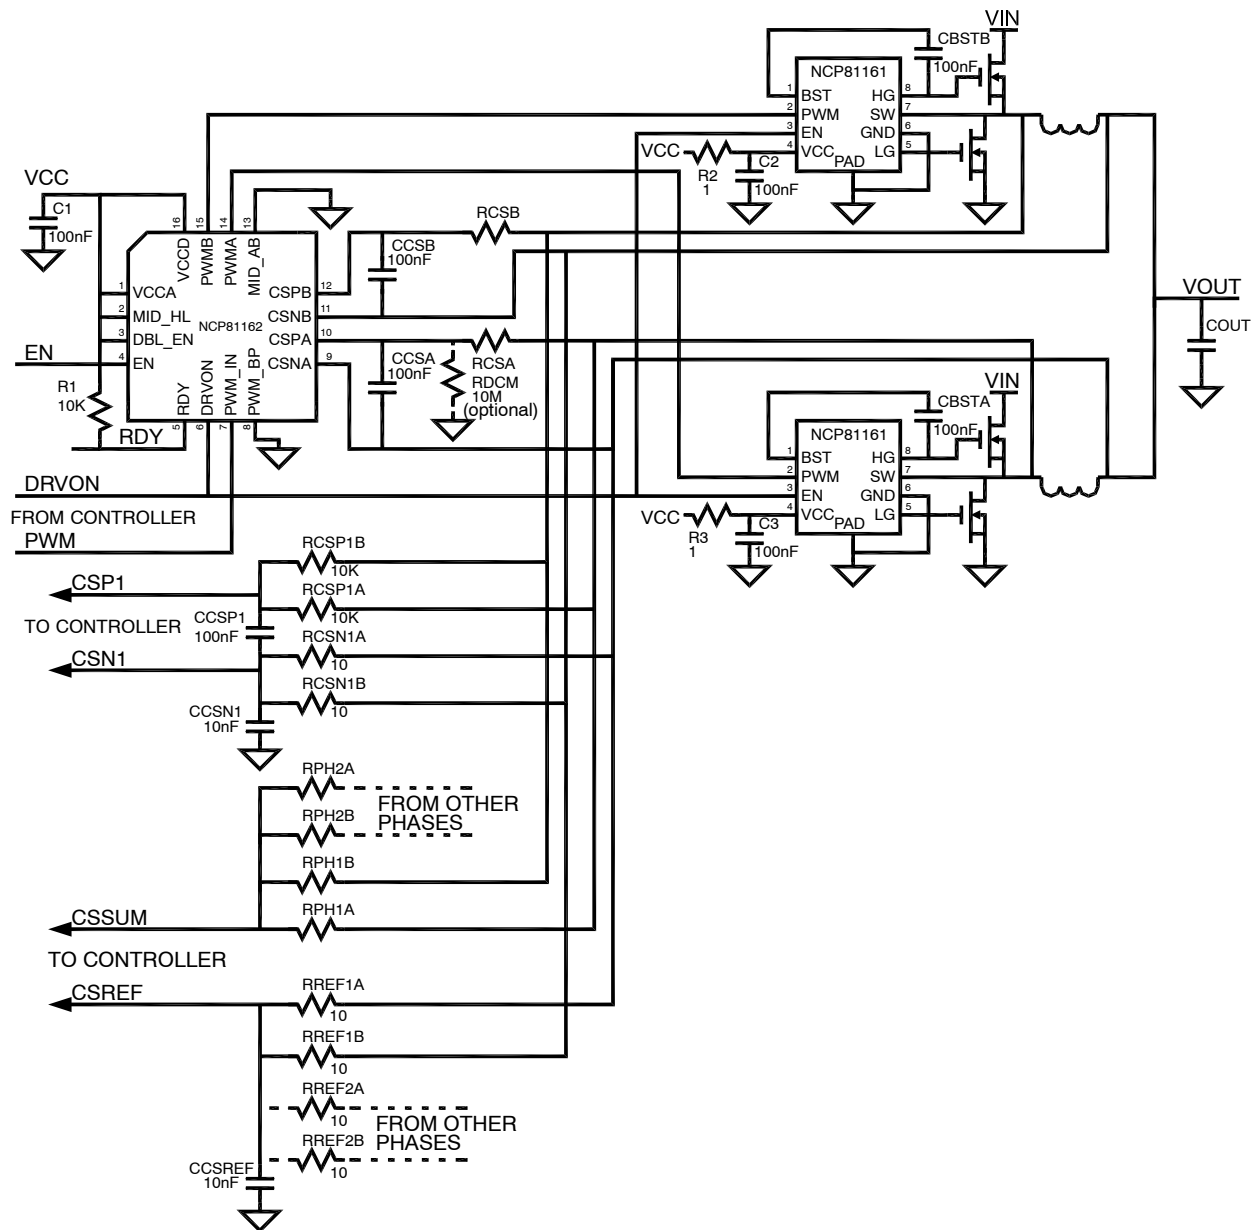 VIN
CBSTB
100nF
NCP81161
1 BST HG 8
2 PWM SW 7
3 EN GND 6
4 VCC LG 5
PAD
VCC
R2
1
C2
100nF
VCC
C1
100nF
16 15 14 13
VCCD PWMB PWMA MID_AB
1 VCCA
2 MID_HL
3 DBL_EN
4 EN
NCP81162
CSPB 12
CSNB 11
CSPA 10
CSNA 9
RDY DRVON PWM_IN PWM_BP
5 6 7 8
RCSB
CCSB
100nF
CCSA
100nF
RCSA
RDCM
10M
(optional)
EN
R1
10K
RDY
VOUT
COUT
VIN
CBSTA
100nF
NCP81161
1 BST HG 8
2 PWM SW 7
3 EN GND 6
4 VCC LG 5
PAD
VCC
R3
1
C3
100nF
DRVON
FROM CONTROLLER
PWM
RCSP1B
10K
CSP1
RCSP1A
10K
TO CONTROLLER
CCSP1
100nF
RCSN1A
10
CSN1
RCSN1B
10
CCSN1
10nF
RPH2A
FROM OTHER
PHASES
RPH2B
RPH1B
CSSUM
RPH1A
TO CONTROLLER
CSREF
RREF1A
10
RREF1B
10
RREF2A
10
FROM OTHER
PHASES
RREF2B
10
CCSREF
10nF